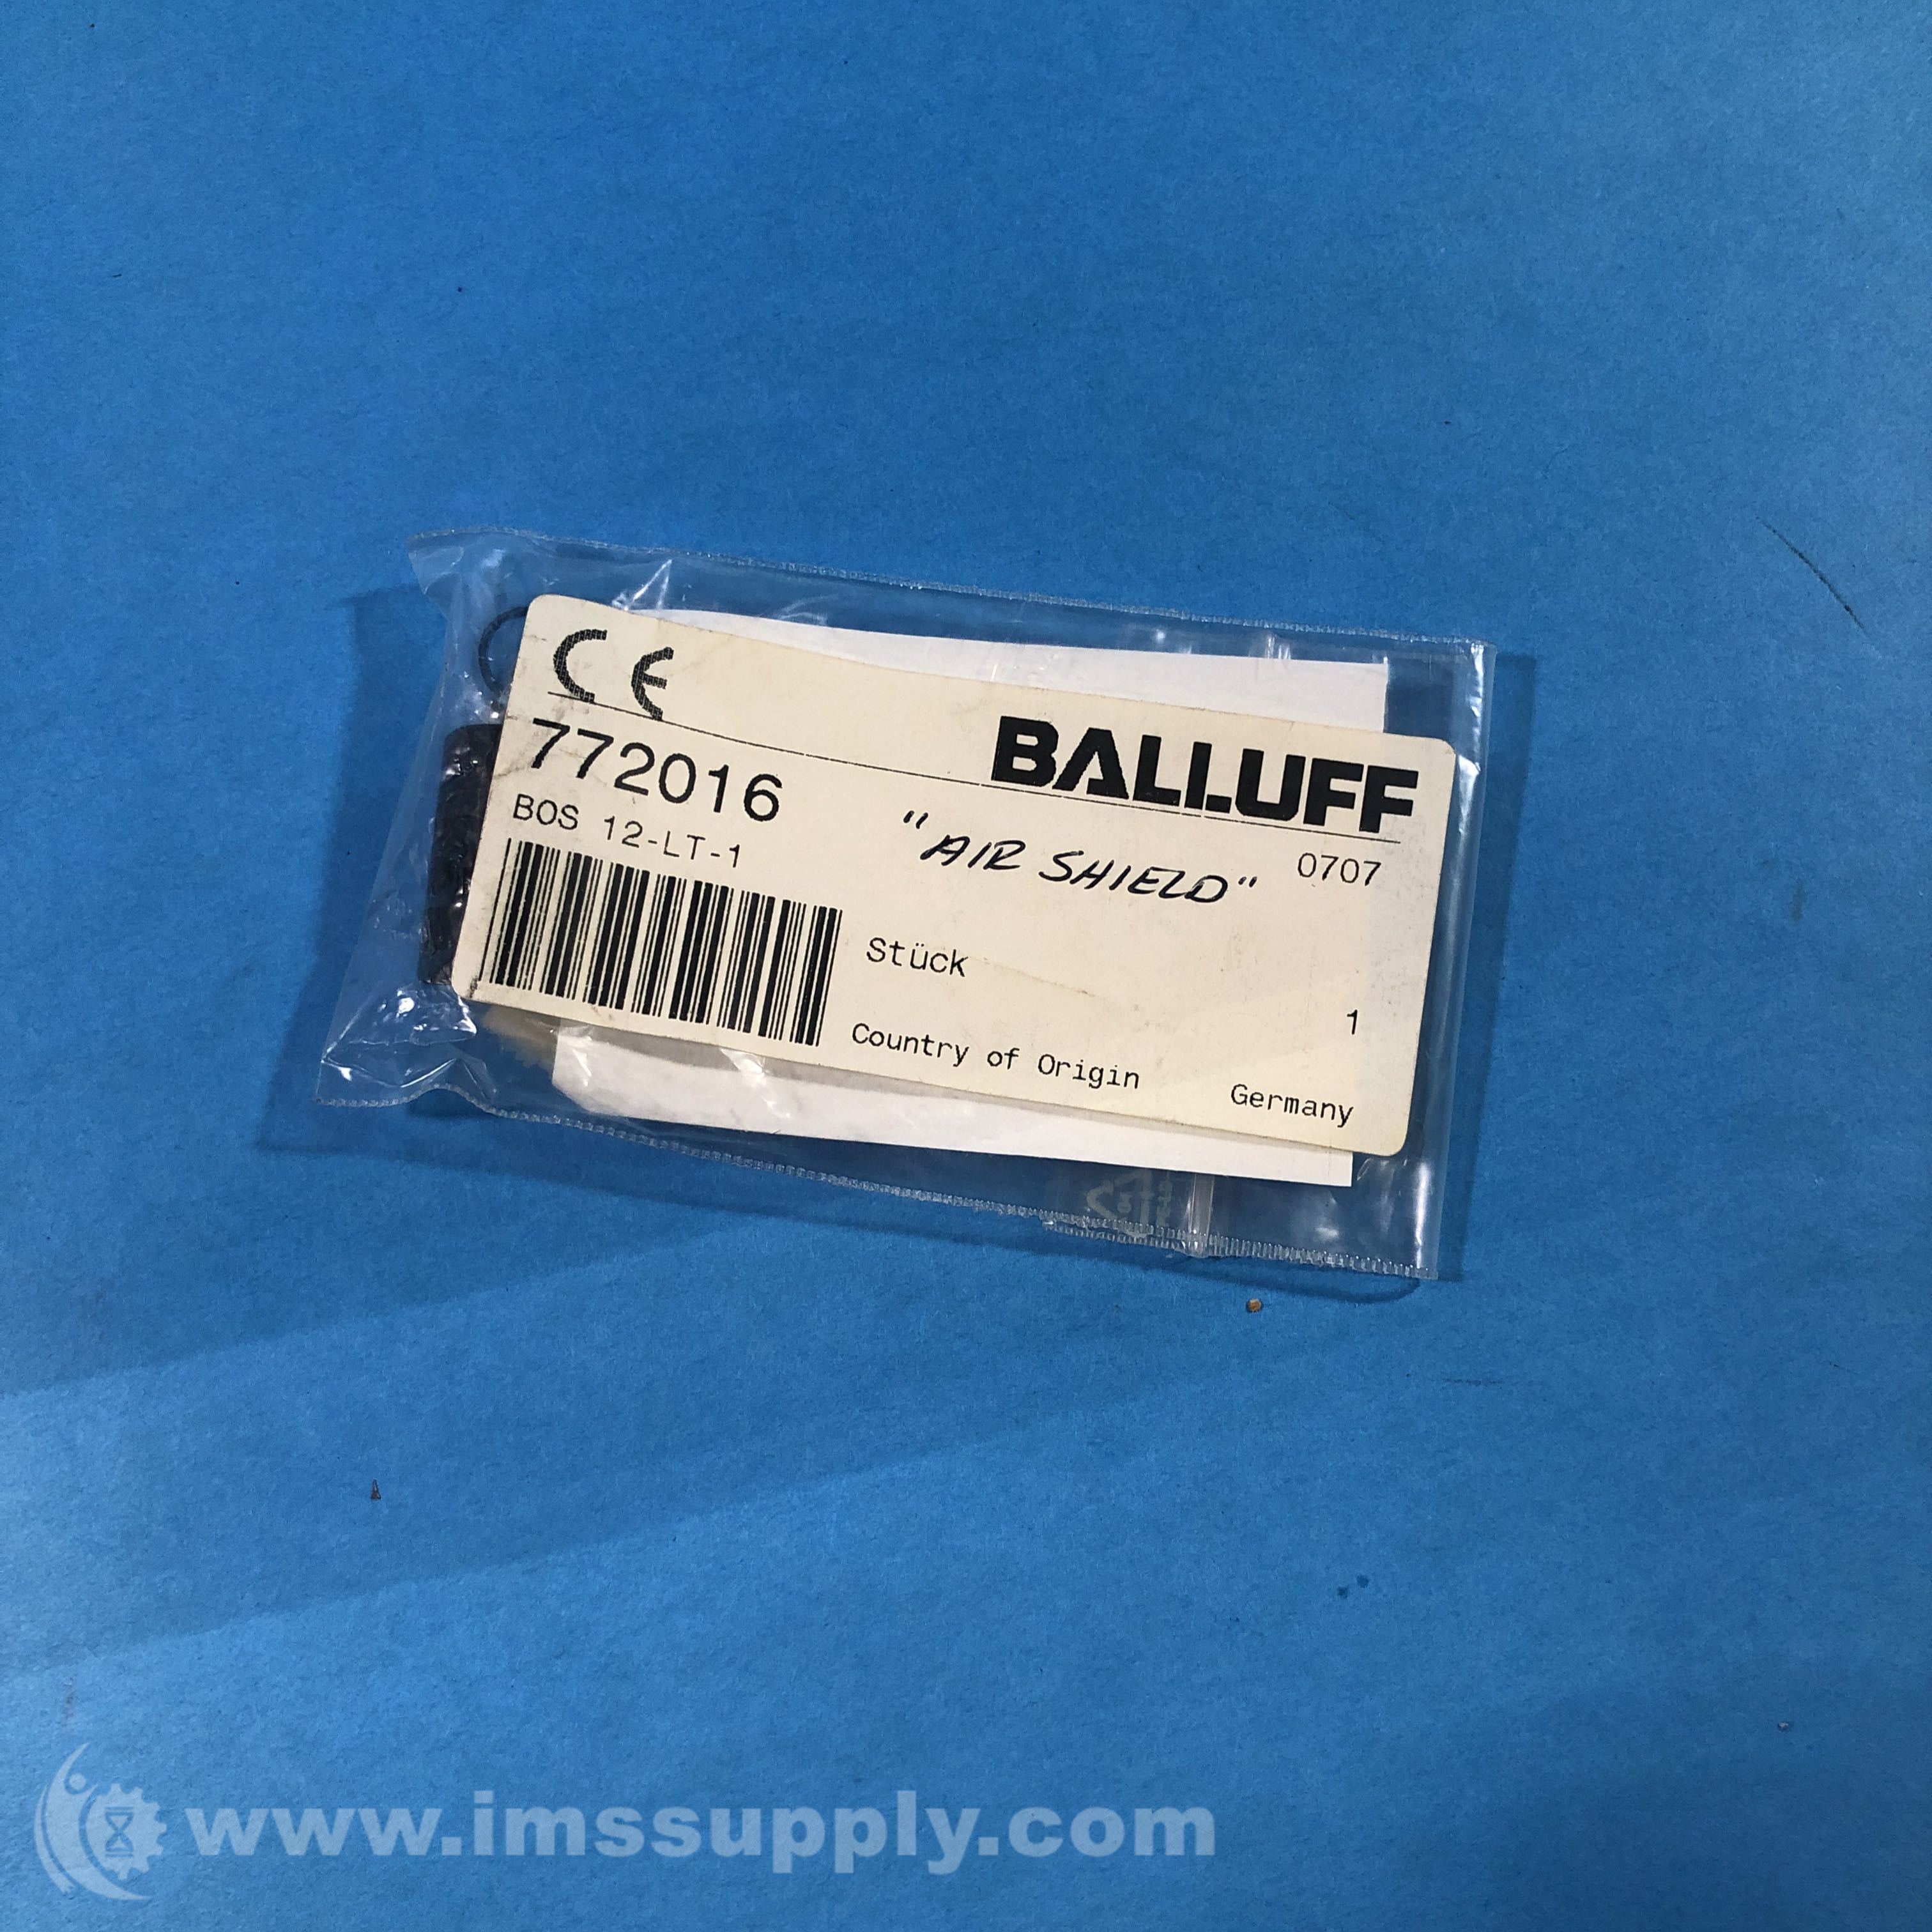 CE
BALLUFF
772016
BOS 12-LT-1
"AIR SHIELD"
0707
Stück 1
Country of Origin Germany
www.imssupply.com